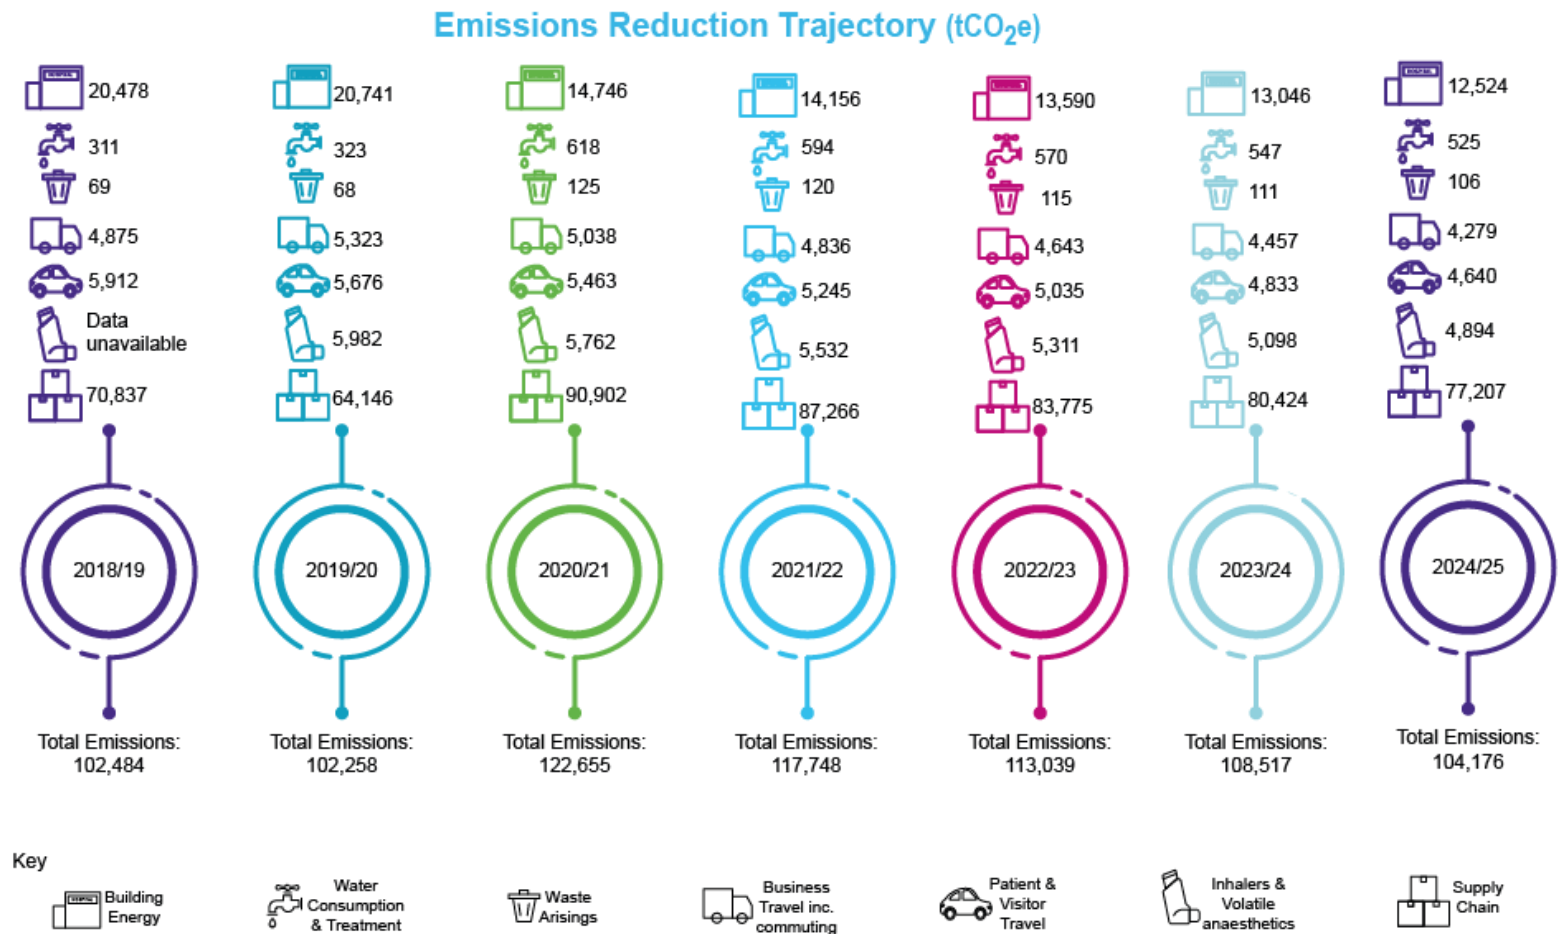 Emissions Reduction Trajectory (tCO2e)
20,478
311
69
4,875
5,912
Data
unavailable
70,837
2018/19
Total Emissions:
102,484
20,741
323
68
5,323
5,676
5,982
64,146
2019/20
Total Emissions:
102,258
14,746
618
125
5,038
5,463
5,762
90,902
2020/21
Total Emissions:
122,655
14,156
594
120
4,836
5,245
5,532
87,266
2021/22
Total Emissions:
117,748
13,590
570
115
4,643
5,035
5,311
83,775
2022/23
Total Emissions:
113,039
13,046
547
111
4,457
4,833
5,098
80,424
2023/24
Total Emissions:
108,517
12,524
525
106
4,279
4,640
4,894
77,207
2024/25
Total Emissions:
104,176
Key
Building
Energy
Water
Consumption
& Treatment
Waste
Arisings
Business
Travel inc.
commuting
Patient &
Visitor
Travel
Inhalers &
Volatile
anaesthetics
Supply
Chain